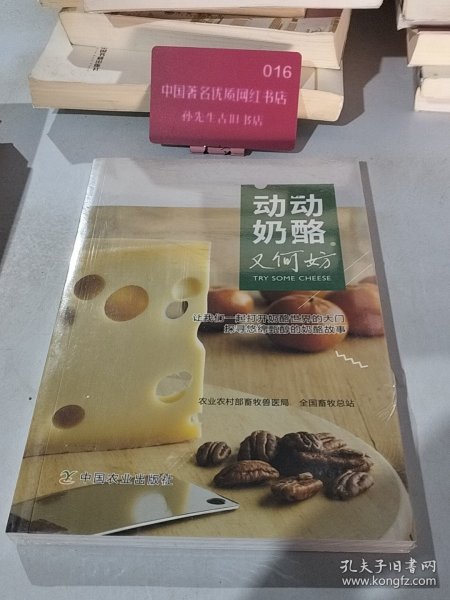 016
中国著名优质网红书店
孙先生古旧书店
动动
奶酪
又何妨
TRY SOME CHEESE
让我们一起打开奶酪世界的大门
探寻悠绵甄醇的奶酪故事
农业农村部畜牧兽医局 全国畜牧总站
中国农业出版社
孔夫子旧书网
www.kongfz.com